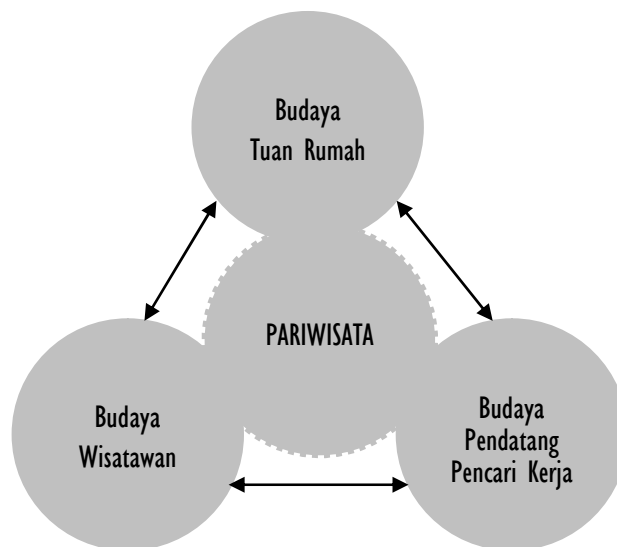 Budaya
Tuan Rumah
PARIWISATA
Budaya
Wisatawan
Budaya
Pendatang
Pencari Kerja